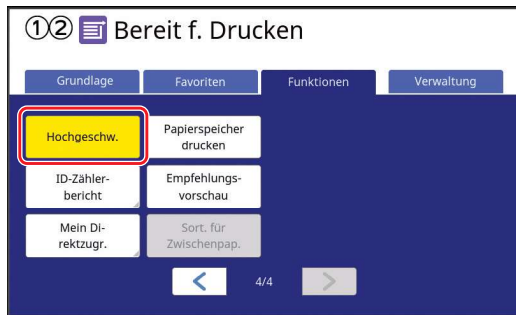 ①② Bereit f. Drucken
Grundlage Favoriten Funktionen Verwaltung
Hochgeschw.
Papierspeicher
drucken
ID-Zähler-
bericht
Empfehlungs-
vorschau
Mein Di-
rektzugr.
Sort. für
Zwischenpap.
4/4